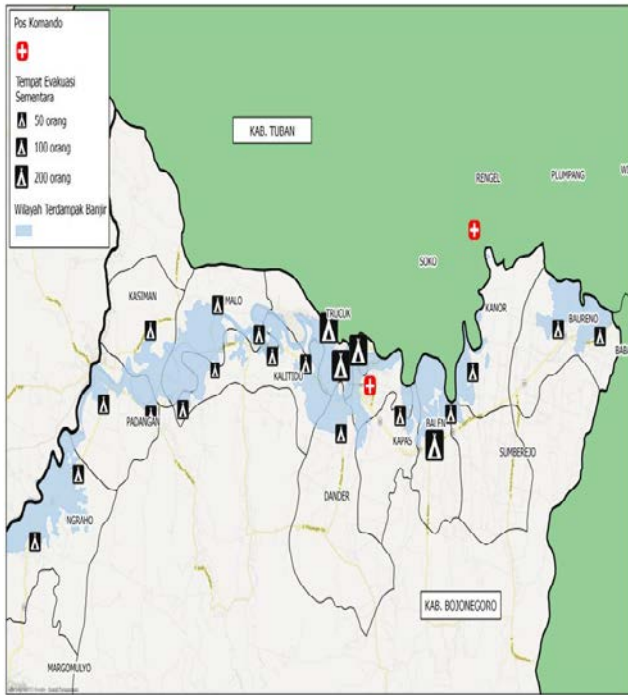 Pos Komando
Tempat Evakuasi
Sementara
50 orang
100 orang
200 orang
Wilayah Terdampak Banjir
KAB. TUBAN
RENGEL
PLUMPANG
SOKO
KASIMAN
MALO
TRUCUK
KANOR
BAURENO
KALITIDU
PADANGAN
KAPAS
BALEN
SUMBEREJO
DANDER
NGRAHO
KAB. BOJONEGORO
MARGOMULYO